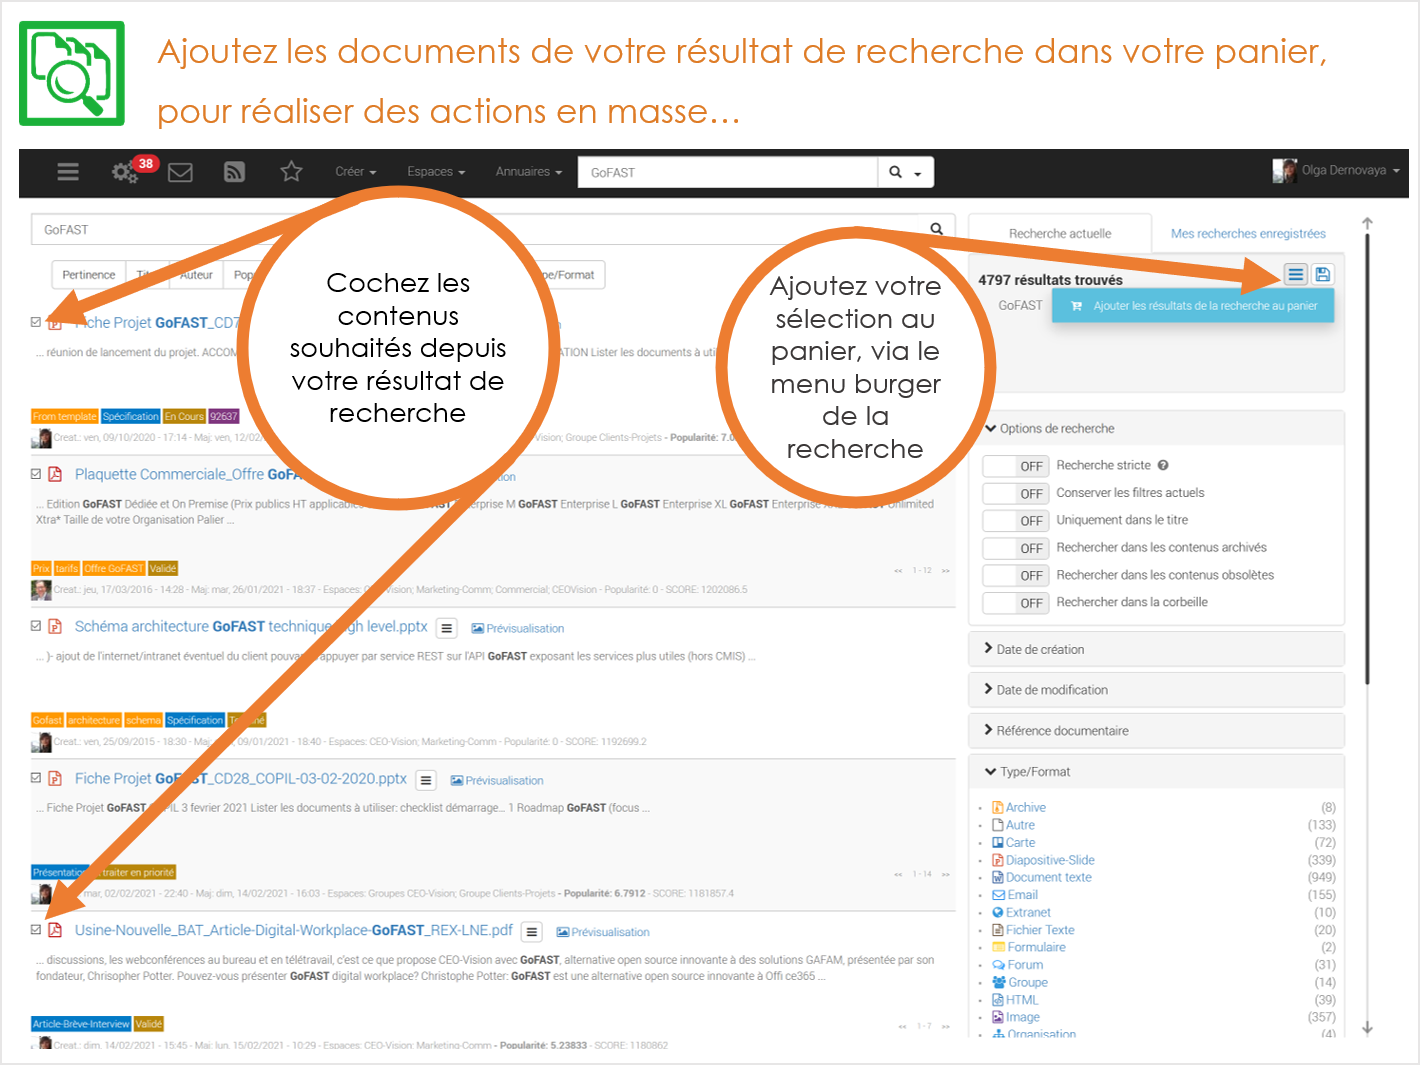 Ajoutez les documents de votre résultat de recherche dans votre panier,
pour réaliser des actions en masse...
38
Créer
Espaces
Annuaires
GoFAST
Olga Dernovaya
GoFAST
Pertinence
Auteur
pe/Format
Cochez les
contenus
souhaités depuis
votre résultat de
recherche
Ajoutez votre
sélection au
panier, via le
menu burger
de la
recherche
Recherche actuelle
Mes recherches enregistrées
4797 résultats trouvés
GoFAST
Ajouter les résultats de la recherche au panier
Fiche Projet GoFAST_CD7
... réunion de lancement du projet. ACCOM
ATION Lister les documents à uti
From template Spécification En Cours 92637
Creat.: ven, 09/10/2020 - 17:14 - Maj: ven, 12/02/
Vision; Groupe Clients-Projets - Popularité: 7.0
Plaquette Commerciale_Offre GoFA
... Edition GoFAST Dédiée et On Premise (Prix publics HT applicables
Enterprise M GoFAST Enterprise L GoFAST Enterprise XL GoFAST Enterprise
Unlimited
Xtra* Taille de votre Organisation Palier ...
Prix tarifs Offre GoFAST Validé
<< 1 - 12 >>
Creat.: jeu, 17/03/2016 - 14:28 - Maj: mar, 26/01/2021 - 18:37 - Espaces: CEO-Vision; Marketing-Comm; Commercial; CEOVision - Popularité: 0 - SCORE: 1202086.5
Schéma architecture GoFAST technique high level.pptx Prévisualisation
... )- ajout de l'internet/intranet éventuel du client pouvant s'appuyer par service REST sur l'API GoFAST exposant les services plus utiles (hors CMIS) ...
Gofast architecture schema Spécification Terminé
Creat.: ven, 25/09/2015 - 18:30 - Maj: 09/01/2021 - 18:40 - Espaces: CEO-Vision; Marketing-Comm - Popularité: 0 - SCORE: 1192699.2
Fiche Projet GoFAST_CD28_COPIL-03-02-2020.pptx Prévisualisation
... Fiche Projet GoFAST COPIL 3 fevrier 2021 Lister les documents à utiliser: checklist démarrage... 1 Roadmap GoFAST (focus ...
Présentation A traiter en priorité
<< 1 - 14 >>
mar, 02/02/2021 - 22:40 - Maj: dim, 14/02/2021 - 16:03 - Espaces: Groupes CEO-Vision; Groupe Clients-Projets - Popularité: 6.7912 - SCORE: 1181857.4
Usine-Nouvelle_BAT_Article-Digital-Workplace-GoFAST_REX-LNE.pdf Prévisualisation
... discussions, les webconférences au bureau et en télétravail, c'est ce que propose CEO-Vision avec GoFAST, alternative open source innovante à des solutions GAFAM, présentée par son
fondateur, Chrisopher Potter. Pouvez-vous présenter GoFAST digital workplace? Christophe Potter: GoFAST est une alternative open source innovante à Offi ce365 ...
Article-Brève-Interview Validé
<< 1 - 7 >>
Creat.: dim, 14/02/2021 - 15:45 - Maj: lun, 15/02/2021 - 10:29 - Espaces: CEO-Vision; Marketing-Comm - Popularité: 5.23833 - SCORE: 1180862
Options de recherche
OFF Recherche stricte
OFF Conserver les filtres actuels
OFF Uniquement dans le titre
OFF Rechercher dans les contenus archivés
OFF Rechercher dans les contenus obsolètes
OFF Rechercher dans la corbeille
Date de création
Date de modification
Référence documentaire
Type/Format
Archive (8)
Autre (133)
Carte (72)
Diapositive-Slide (339)
Document texte (949)
Email (155)
Extranet (10)
Fichier Texte (20)
Formulaire (2)
Forum (31)
Groupe (14)
HTML (39)
Image (357)
Organisation (4)